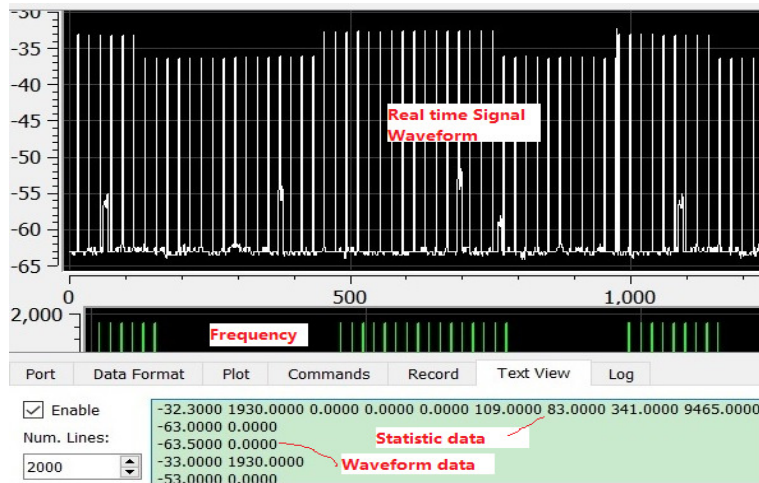 -30
-35
-40
-45
-50
-55
-60
-65
Real time Signal
Waveform
0 500 1,000
2,000
Frequency
Port Data Format Plot Commands Record Text View Log
Enable
Num. Lines:
2000
-32.3000 1930.0000 0.0000 0.0000 0.0000 109.0000 83.0000 341.0000 9465.0000
-63.0000 0.0000
Statistic data
-63.5000 0.0000
-33.0000 1930.0000
Waveform data
-53.0000 0.0000